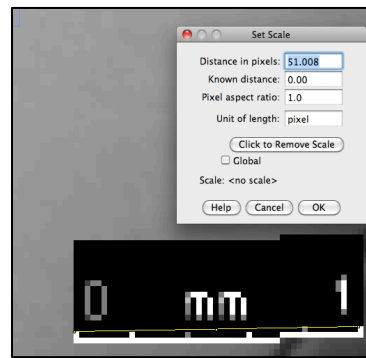 Set Scale
Distance in pixels: 51.008
Known distance: 0.00
Pixel aspect ratio: 1.0
Unit of length: pixel
Click to Remove Scale
Global
Scale: <no scale>
Help Cancel OK
0 mm 1